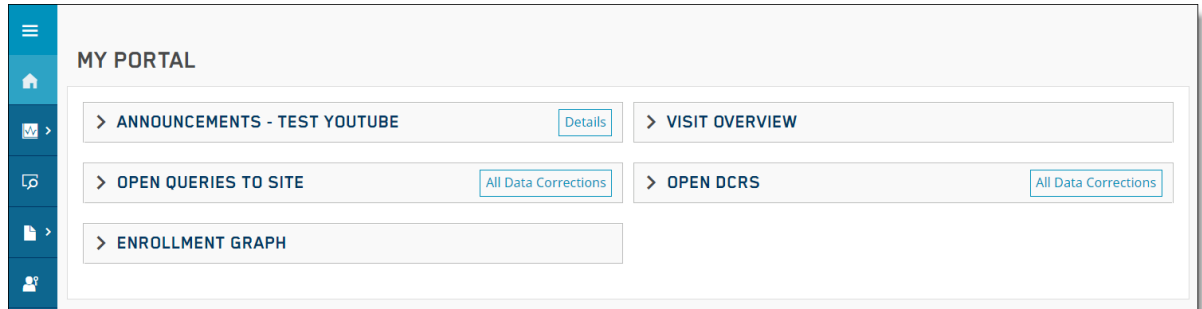 MY PORTAL
ANNOUNCEMENTS - TEST YOUTUBE Details
VISIT OVERVIEW
OPEN QUERIES TO SITE All Data Corrections
OPEN DCRS All Data Corrections
ENROLLMENT GRAPH